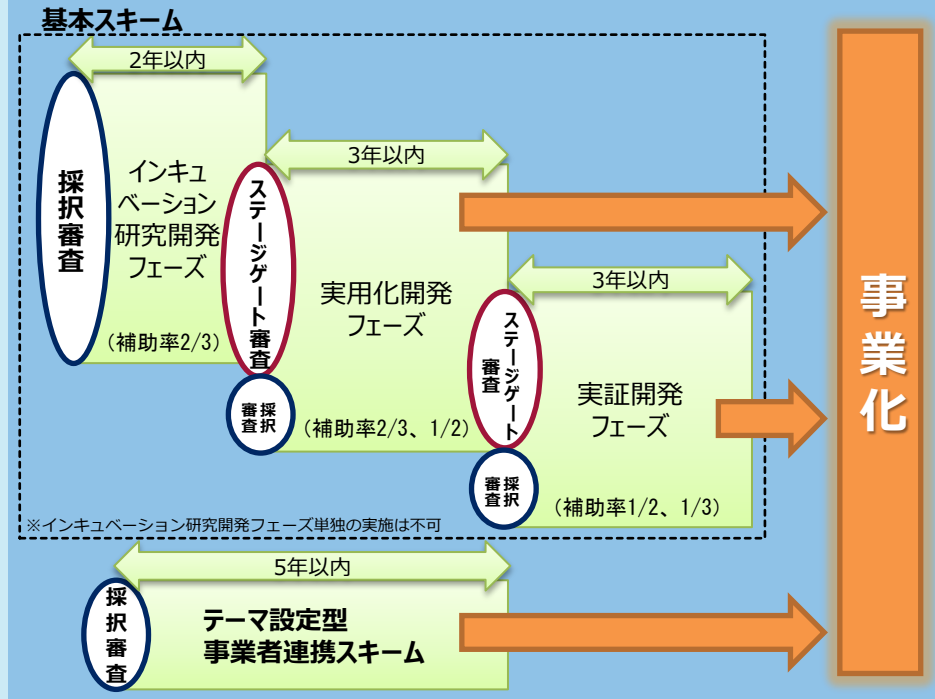 基本スキーム
2年以内
採択審査
インキュ
ベーション
研究開発
フェーズ
(補助率2/3)
3年以内
ステージゲート審査
採択
審査
実用化開発
フェーズ
(補助率2/3、1/2)
3年以内
ステージゲート
審査
採択
審査
実証開発
フェーズ
(補助率1/2、1/3)
※インキュベーション研究開発フェーズ単独の実施は不可
5年以内
採択審査
テーマ設定型
事業者連携スキーム
事業化